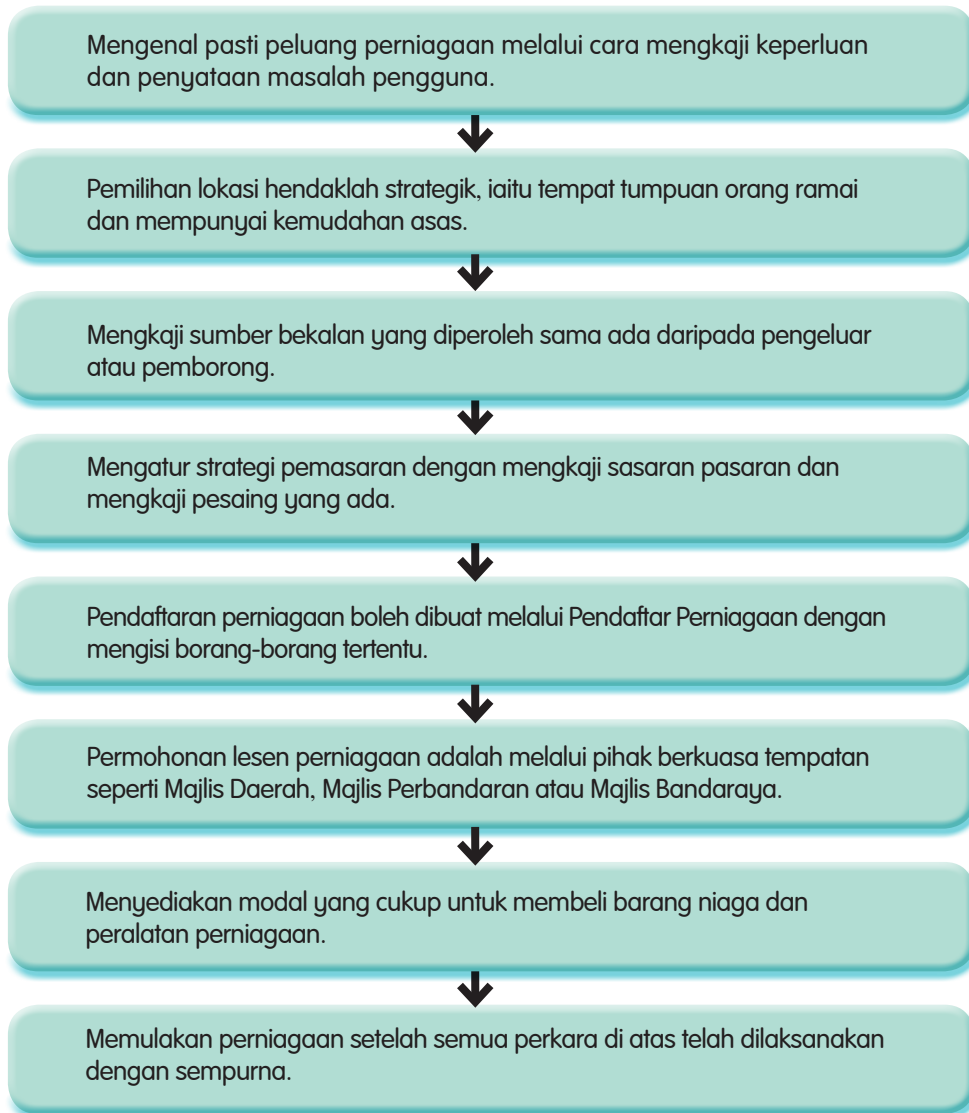 Mengenal pasti peluang perniagaan melalui cara mengkaji keperluan
dan penyataan masalah pengguna.
Pemilihan lokasi hendaklah strategik, iaitu tempat tumpuan orang ramai
dan mempunyai kemudahan asas.
Mengkaji sumber bekalan yang diperoleh sama ada daripada pengeluar
atau pemborong.
Mengatur strategi pemasaran dengan mengkaji sasaran pasaran dan
mengkaji pesaing yang ada.
Pendaftaran perniagaan boleh dibuat melalui Pendaftar Perniagaan dengan
mengisi borang-borang tertentu.
Permohonan lesen perniagaan adalah melalui pihak berkuasa tempatan
seperti Majlis Daerah, Majlis Perbandaran atau Majlis Bandaraya.
Menyediakan modal yang cukup untuk membeli barang niaga dan
peralatan perniagaan.
Memulakan perniagaan setelah semua perkara di atas telah dilaksanakan
dengan sempurna.